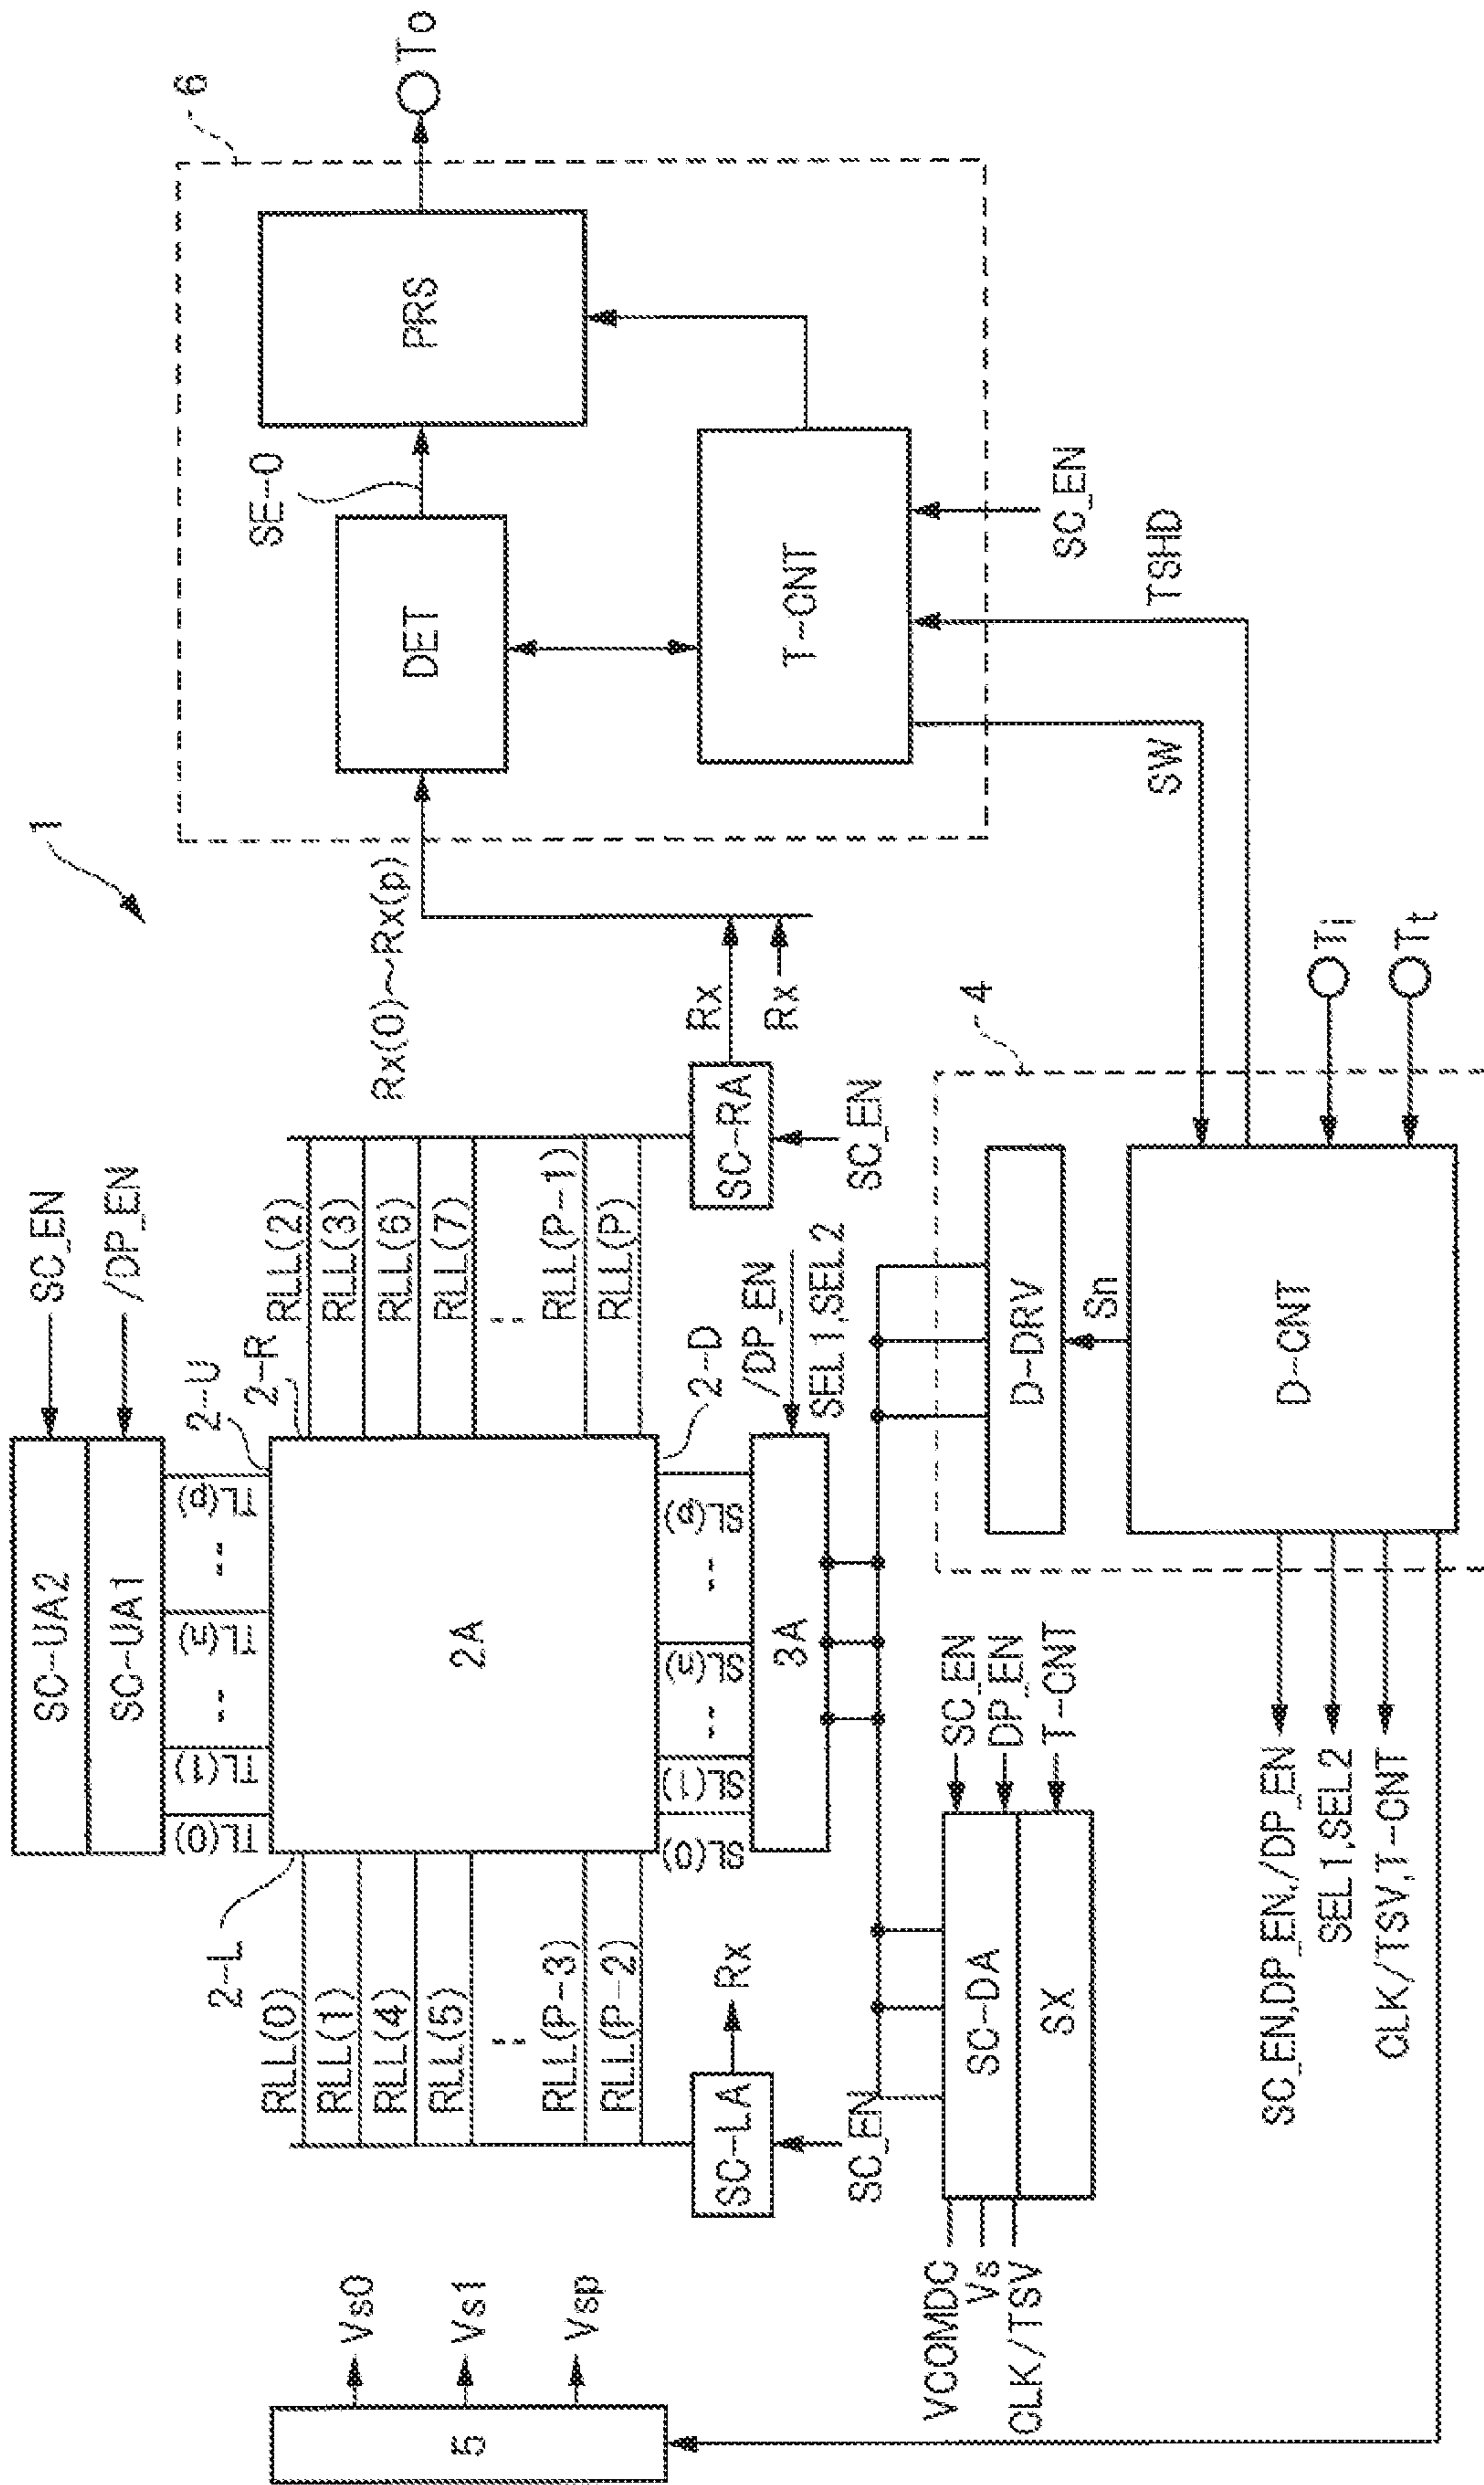 1
6
To
PRS
SE-O
DET
T-CNT
SC_EN
TSHD
SW
Rx(0)~Rx(p)
Rx
Rx
SC-RA
SC_EN
SC_EN
/DP_EN
SC-UA2
SC-UA1
TL(0)
TL(1)
--
TL(n)
--
TL(p)
2-U
2-R
2-L
2-D
2A
RLL(2)
RLL(3)
RLL(6)
RLL(7)
RLL(P-1)
RLL(P)
RLL(0)
RLL(1)
RLL(4)
RLL(5)
RLL(P-3)
RLL(P-2)
SL(0)
SL(1)
--
SL(n)
--
SL(p)
3A
/DP_EN
SEL1,SEL2
SC-LA
Rx
SC_EN
4
D-DRV
Sn
D-CNT
Ti
Tt
SC_EN
DP_EN
T-CNT
SC-DA
SX
VCOMDC
Vs
CLK/TSV
SC_EN,DP_EN,/DP_EN
SEL1,SEL2
CLK/TSV,T-CNT
5
Vs0
Vs1
Vsp